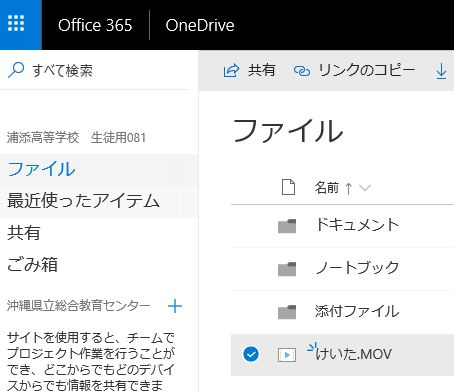 Office 365 OneDrive
すべて検索
共有 リンクのコピー
浦添高等学校 生徒用081
ファイル
最近使ったアイテム
共有
ごみ箱
沖縄県立総合教育センター +
サイトを使用すると、チームで
プロジェクト作業を行うことが
でき、どこからでもどのデバイ
スからでも情報を共有できま
ファイル
名前 ↑
ドキュメント
ノートブック
添付ファイル
けいた.MOV